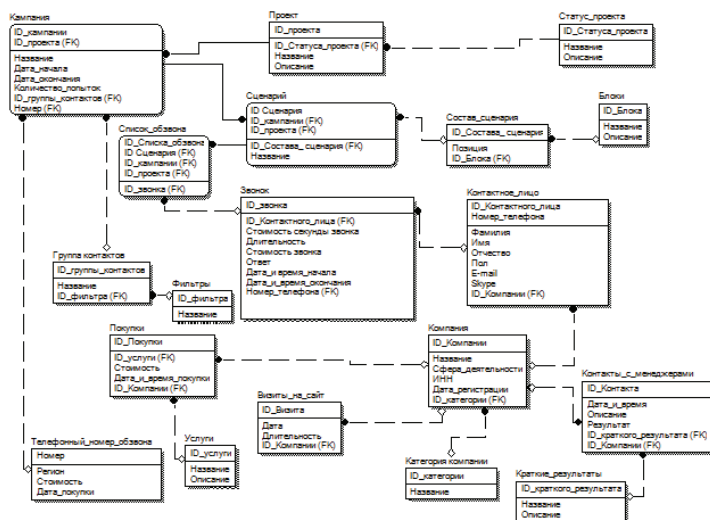 Кампания
ID_кампании
ID_проекта (FK)
Название
Дата_начала
Дата_окончания
Количество_попыток
ID_группы_контактов (FK)
Номер (FK)
Проект
ID_проекта
ID_Статуса_проекта (FK)
Название
Описание
Статус_проекта
ID_Статуса_проекта
Название
Описание
Сценарий
ID Сценария
ID_кампании (FK)
ID_проекта (FK)
ID_Состава_сценария (FK)
Название
Состав_сценария
ID_Состава_сценария
Позиция
ID_Блока (FK)
Блоки
ID_Блока
Название
Описание
Список_обзвона
ID_Списка_обзвона
ID Сценария (FK)
ID_кампании (FK)
ID_проекта (FK)
ID_звонка (FK)
Звонок
ID_звонка
ID_Контактного_лица (FK)
Стоимость секунды звонка
Длительность
Стоимость звонка
Ответ
Дата_и время_начала
Дата_и_время_окончания
Номер_телефона (FK)
Контактное_лицо
ID_Контактного_лица
Номер_телефона
Фамилия
Имя
Отчество
Пол
E-mail
Skype
ID_Компании (FK)
Группа контактов
ID_группы_контактов
Название
ID_фильтра (FK)
Фильтры
ID_фильтра
Название
Покупки
ID_Покупки
ID_услуги (FK)
Стоимость
Дата_и_время_покупки
ID_Компании (FK)
Компания
ID_Компании
Название
Сфера_деятельности
ИНН
Дата_регистрации
ID_категории (FK)
Контакты_с_менеджерами
ID_Контакта
Дата_и_время
Описание
Результат
ID_краткого_результата (FK)
ID_Компании (FK)
Визиты_на_сайт
ID_Визита
Дата
Длительность
ID_Компании (FK)
Телефонный_номер_обзвона
Номер
Регион
Стоимость
Дата_покупки
Услуги
ID_услуги
Название
Описание
Категория компании
ID_категории
Название
Краткие_результаты
ID_краткого_результата
Название
Описание